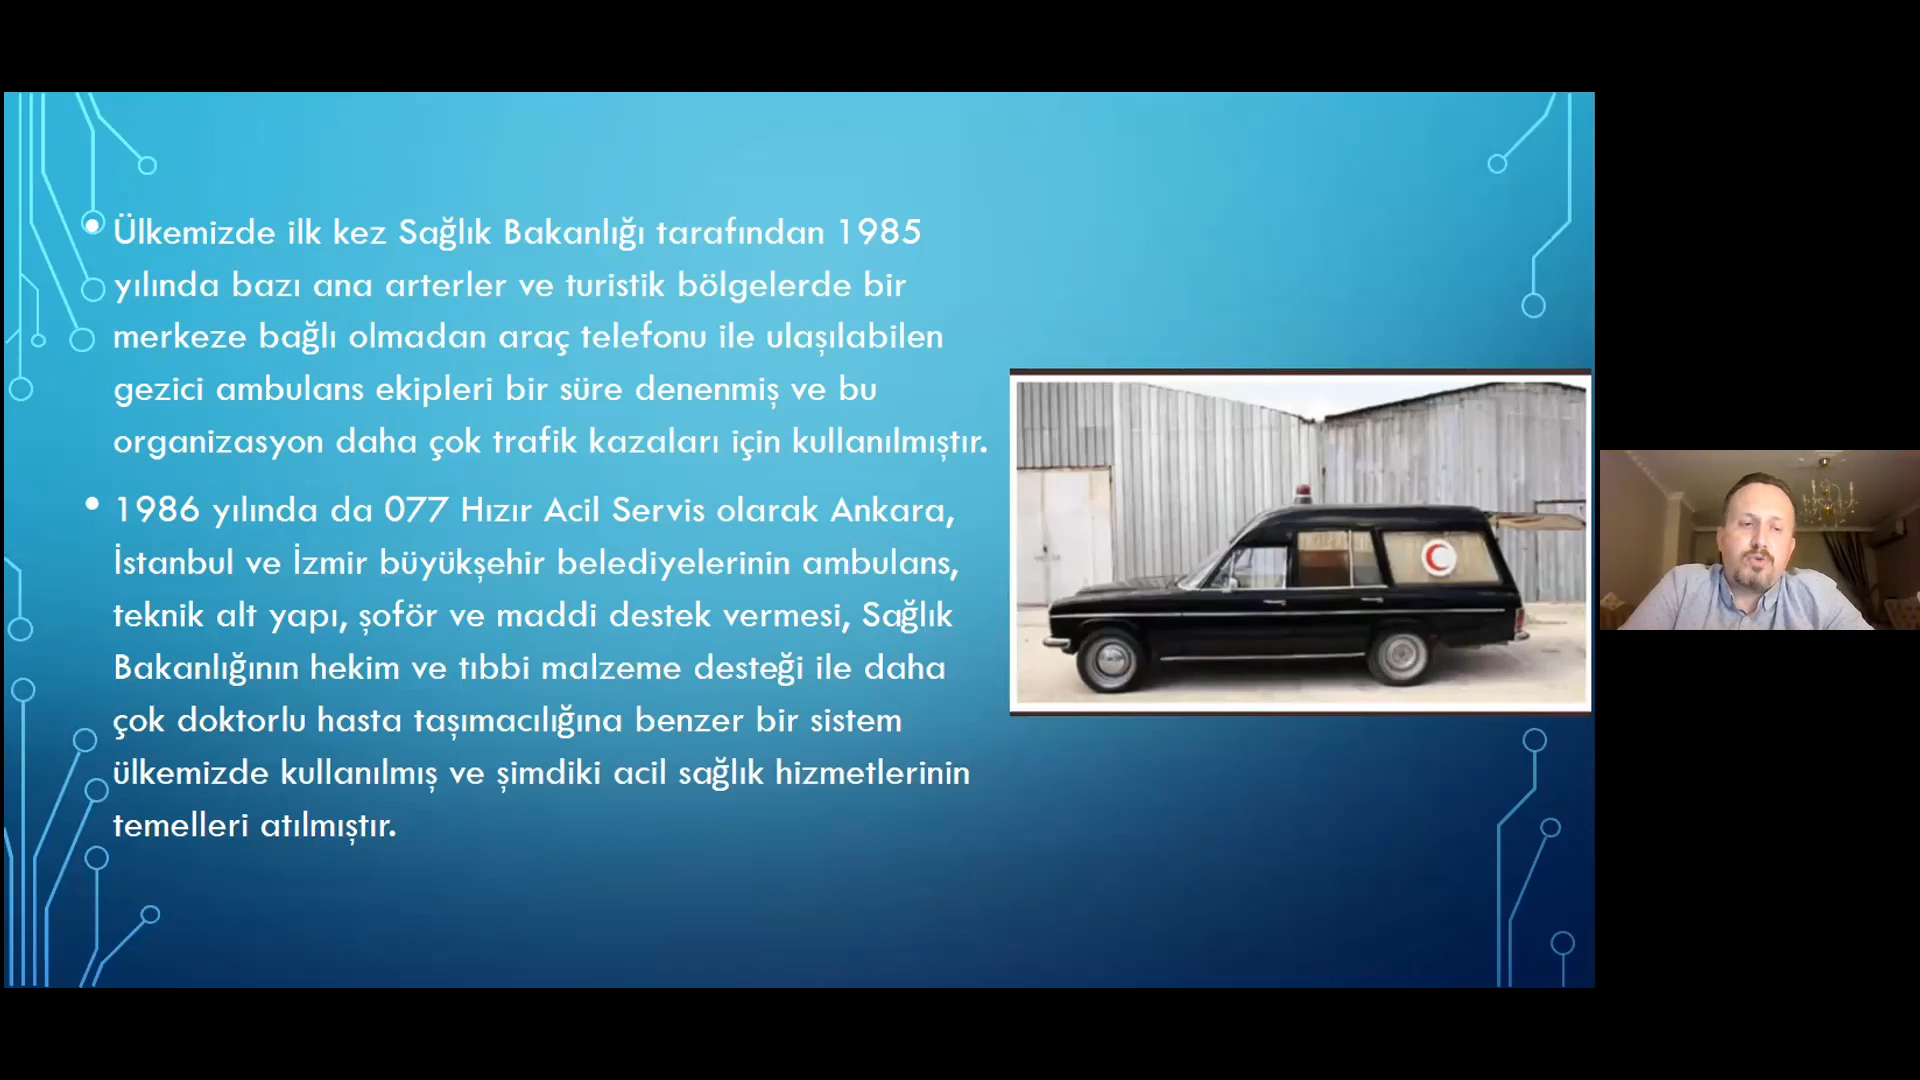 • Ülkemizde ilk kez Sağlık Bakanlığı tarafından 1985
yılında bazı ana arterler ve turistik bölgelerde bir
merkeze bağlı olmadan araç telefonu ile ulaşılabilen
gezici ambulans ekipleri bir süre denenmiş ve bu
organizasyon daha çok trafik kazaları için kullanılmıştır.
• 1986 yılında da 077 Hızır Acil Servis olarak Ankara,
İstanbul ve İzmir büyükşehir belediyelerinin ambulans,
teknik alt yapı, şoför ve maddi destek vermesi, Sağlık
Bakanlığının hekim ve tıbbi malzeme desteği ile daha
çok doktorlu hasta taşımacılığına benzer bir sistem
ülkemizde kullanılmış ve şimdiki acil sağlık hizmetlerinin
temelleri atılmıştır.